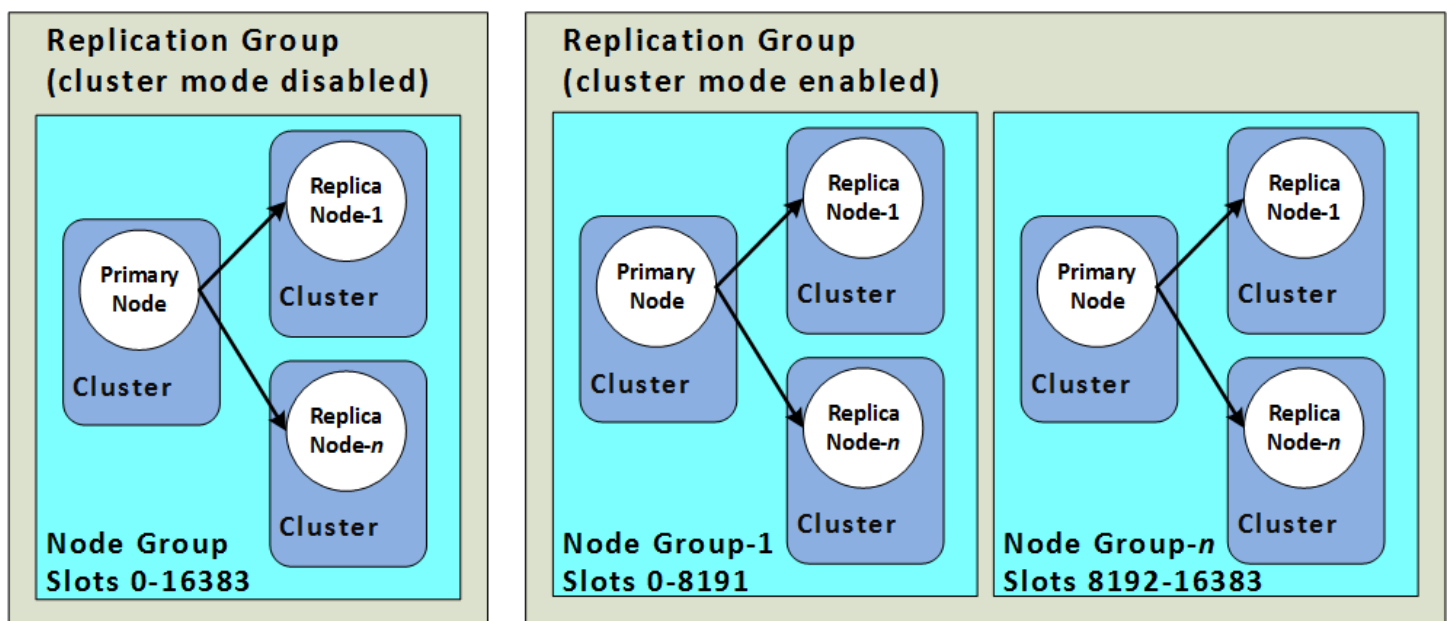 Replication Group
(cluster mode disabled)
Replica
Node-1
Cluster
Primary
Node
Cluster
Replica
Node-n
Cluster
Node Group
Slots 0-16383
Replication Group
(cluster mode enabled)
Replica
Node-1
Cluster
Primary
Node
Cluster
Replica
Node-n
Cluster
Node Group-1
Slots 0-8191
Replica
Node-1
Cluster
Primary
Node
Cluster
Replica
Node-n
Cluster
Node Group-n
Slots 8192-16383